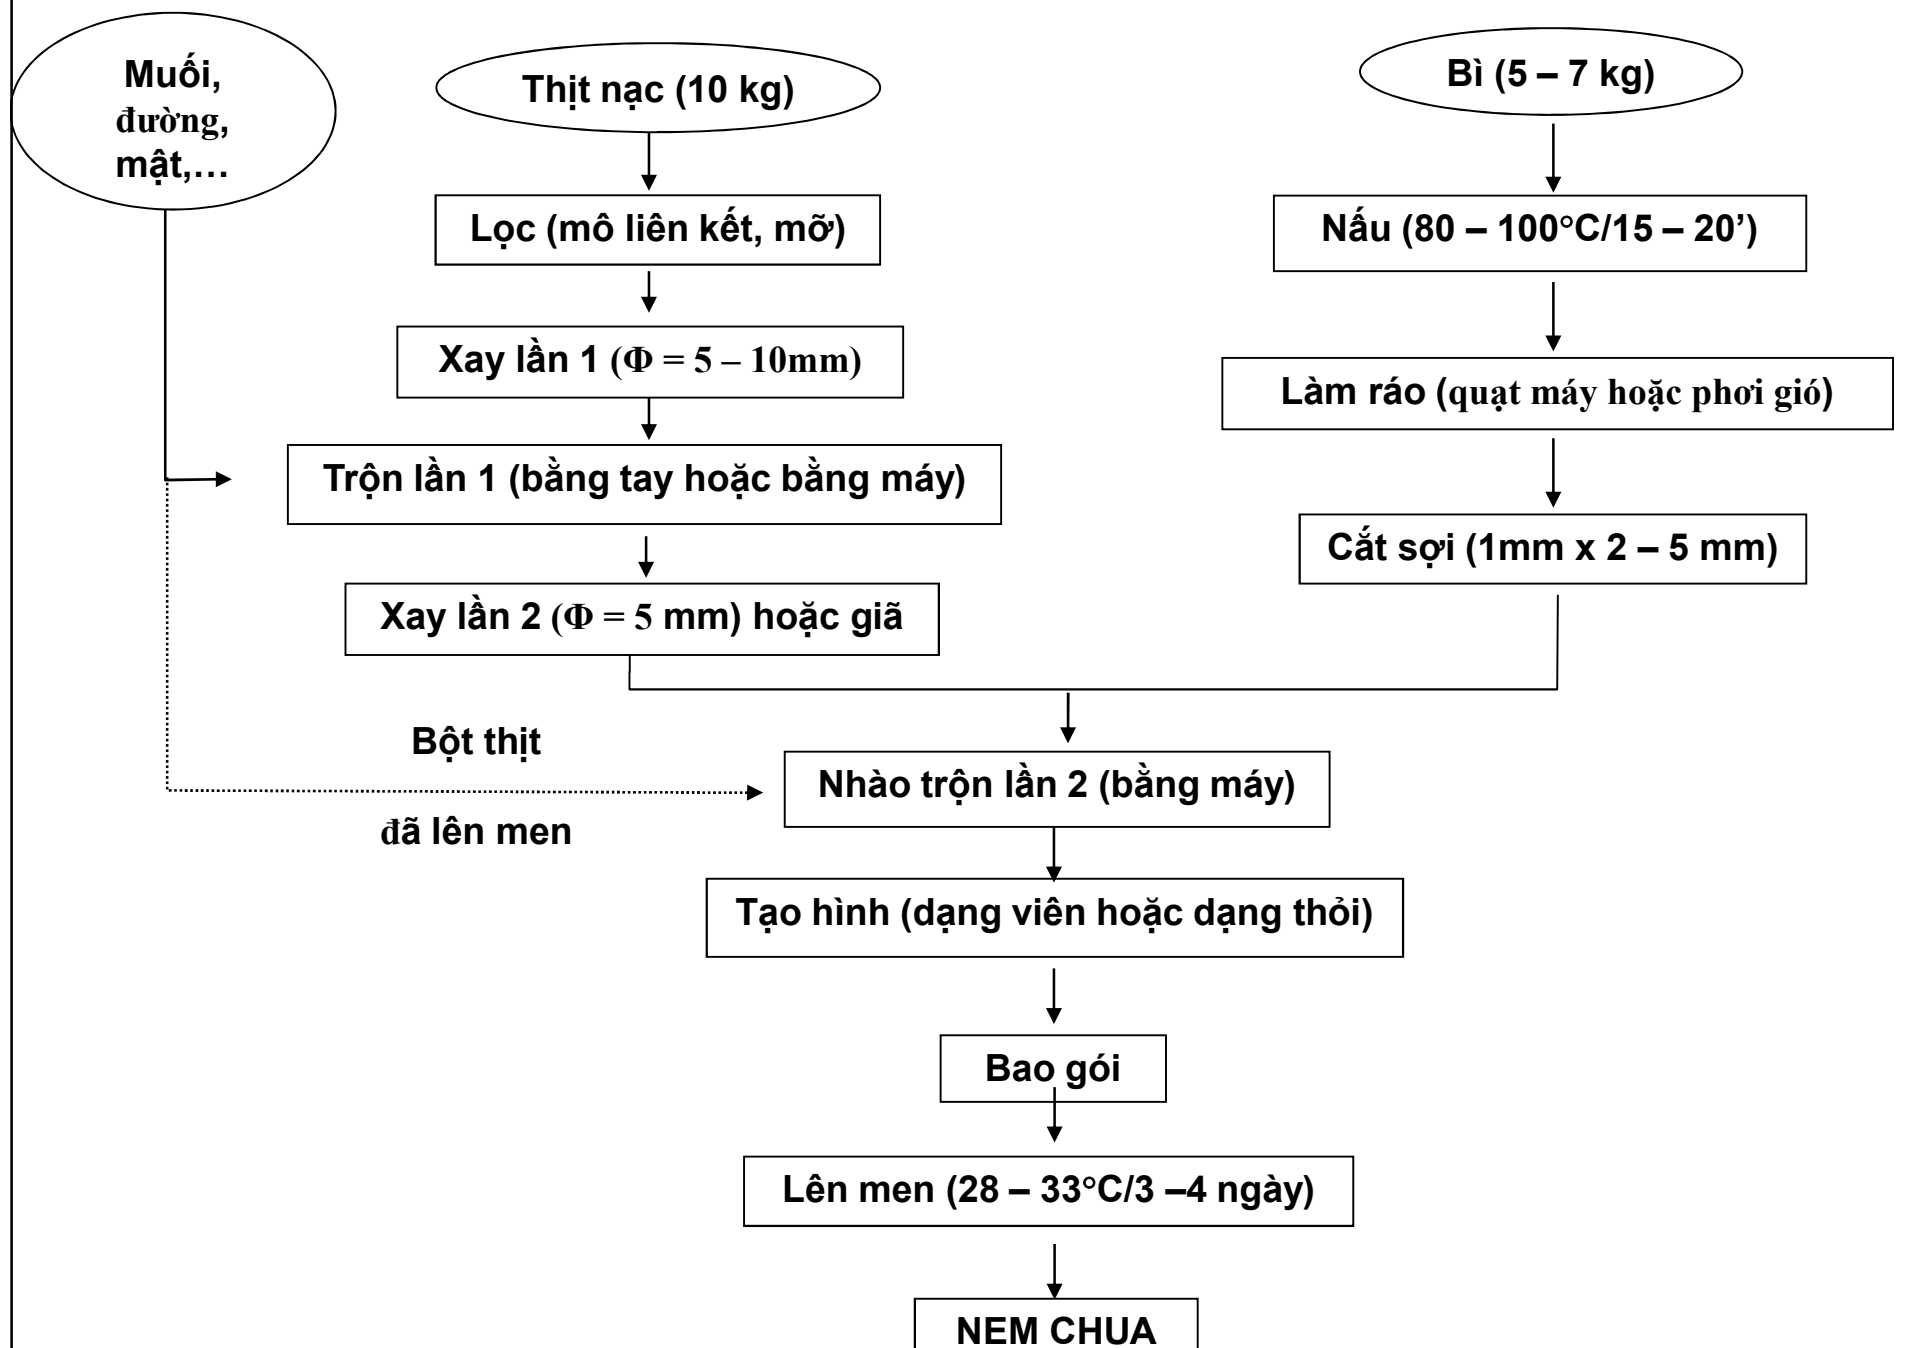 Muối,
đường,
mật,…
Thịt nạc (10 kg)
Bì (5 – 7 kg)
Lọc (mô liên kết, mỡ)
Nấu (80 – 100°C/15 – 20’)
Xay lần 1 (Φ = 5 – 10mm)
Làm ráo (quạt máy hoặc phơi gió)
Trộn lần 1 (bằng tay hoặc bằng máy)
Cắt sợi (1mm x 2 – 5 mm)
Xay lần 2 (Φ = 5 mm) hoặc giã
Bột thịt
đã lên men
Nhào trộn lần 2 (bằng máy)
Tạo hình (dạng viên hoặc dạng thỏi)
Bao gói
Lên men (28 – 33°C/3 –4 ngày)
NEM CHUA